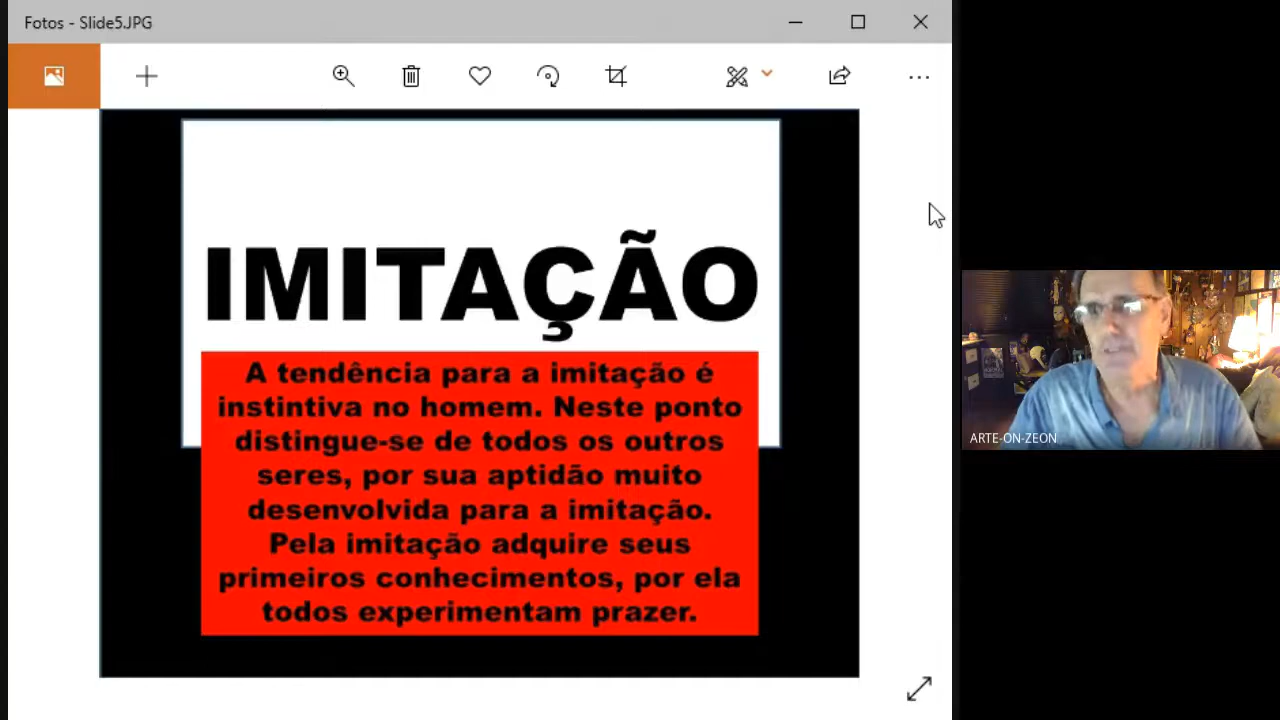 Fotos - Slide5.JPG
IMITAÇÃO
A tendência para a imitação é
instintiva no homem. Neste ponto
distingue-se de todos os outros
seres, por sua aptidão muito
desenvolvida para a imitação.
Pela imitação adquire seus
primeiros conhecimentos, por ela
todos experimentam prazer.
ARTE-ON-ZEON